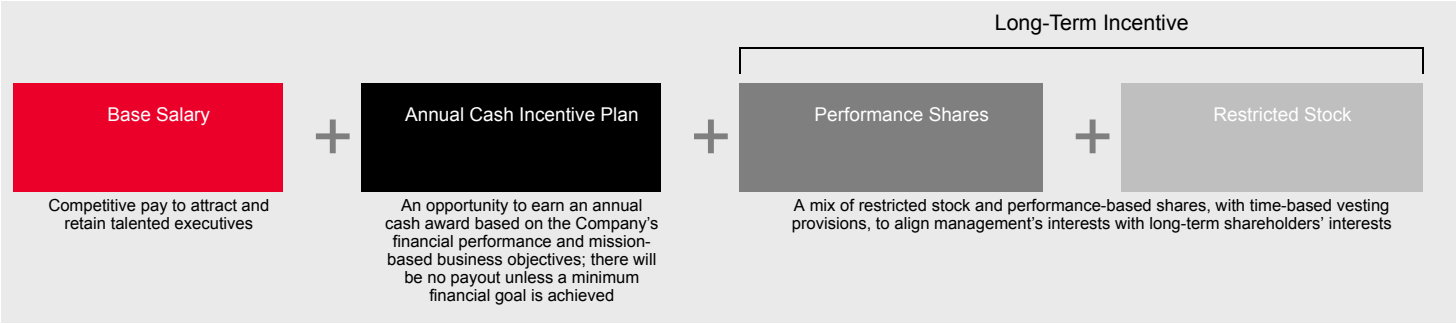 Long-Term Incentive
Base Salary
Annual Cash Incentive Plan
Performance Shares
Restricted Stock
Competitive pay to attract and
retain talented executives
An opportunity to earn an annual
cash award based on the Company’s
financial performance and mission-
based business objectives; there will
be no payout unless a minimum
financial goal is achieved
A mix of restricted stock and performance-based shares, with time-based vesting
provisions, to align management’s interests with long-term shareholders’ interests